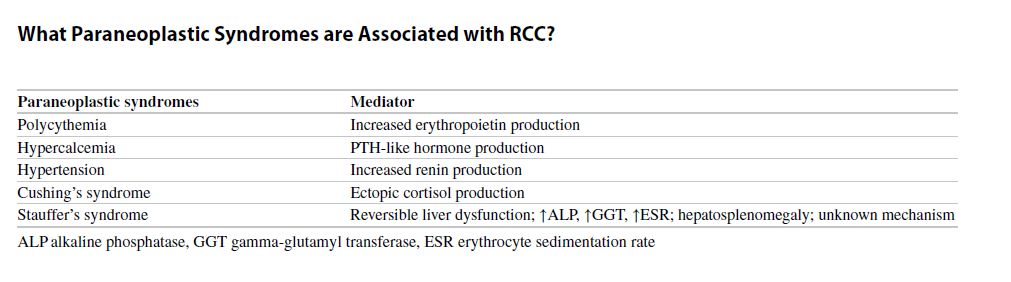 What Paraneoplastic Syndromes are Associated with RCC?
Paraneoplastic syndromes Mediator
Polycythemia Increased erythropoietin production
Hypercalcemia PTH-like hormone production
Hypertension Increased renin production
Cushing's syndrome Ectopic cortisol production
Stauffer's syndrome Reversible liver dysfunction; ↑ALP, ↑GGT, ↑ESR; hepatosplenomegaly; unknown mechanism
ALP alkaline phosphatase, GGT gamma-glutamyl transferase, ESR erythrocyte sedimentation rate